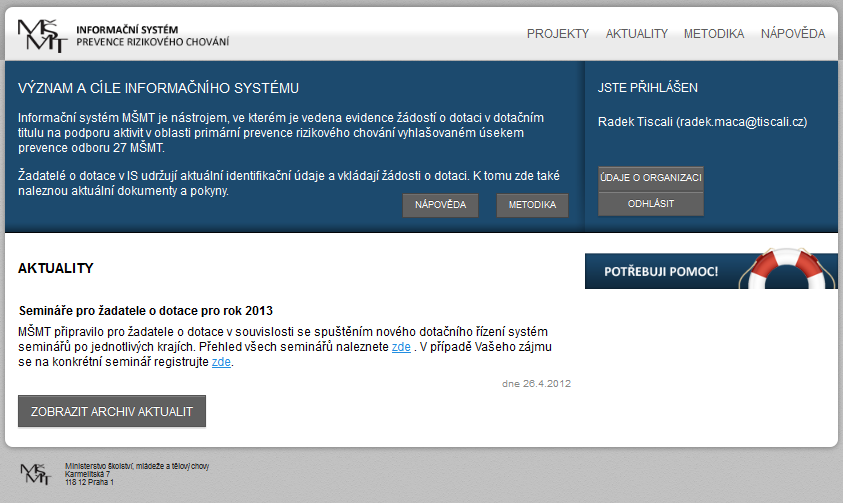 MŠMT INFORMAČNÍ SYSTÉM
PREVENCE RIZIKOVÉHO CHOVÁNÍ
PROJEKTY AKTUALITY METODIKA NÁPOVĚDA
VÝZNAM A CÍLE INFORMAČNÍHO SYSTÉMU
Informační systém MŠMT je nástrojem, ve kterém je vedena evidence žádostí o dotaci v dotačním
titulu na podporu aktivit v oblasti primární prevence rizikového chování vyhlašovaném úsekem
prevence odboru 27 MŠMT.
Žadatelé o dotace v IS udržují aktuální identifikační údaje a vkládají žádosti o dotaci. K tomu zde také
naleznou aktuální dokumenty a pokyny.
NÁPOVĚDA METODIKA
JSTE PŘIHLÁŠEN
Radek Tiscali (radek.maca@tiscali.cz)
ÚDAJE O ORGANIZACI
ODHLÁSIT
AKTUALITY
Semináře pro žadatele o dotace pro rok 2013
MŠMT připravilo pro žadatele o dotace v souvislosti se spuštěním nového dotačního řízení systém
seminářů po jednotlivých krajích. Přehled všech seminářů naleznete zde . V případě Vašeho zájmu
se na konkrétní seminář registrujte zde.
dne 26.4.2012
ZOBRAZIT ARCHIV AKTUALIT
POTŘEBUJI POMOC!
MŠMT
Ministerstvo školství, mládeže a tělovýchovy
Karmelitská 7
118 12 Praha 1